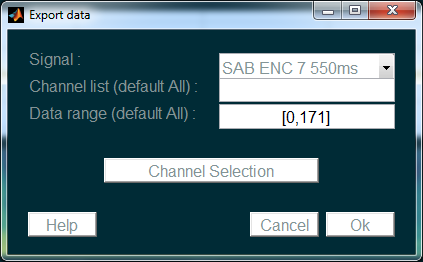 Export data
Signal :
SAB ENC 7 550ms
Channel list (default All) :
Data range (default All) :
[0,171]
Channel Selection
Help
Cancel
Ok